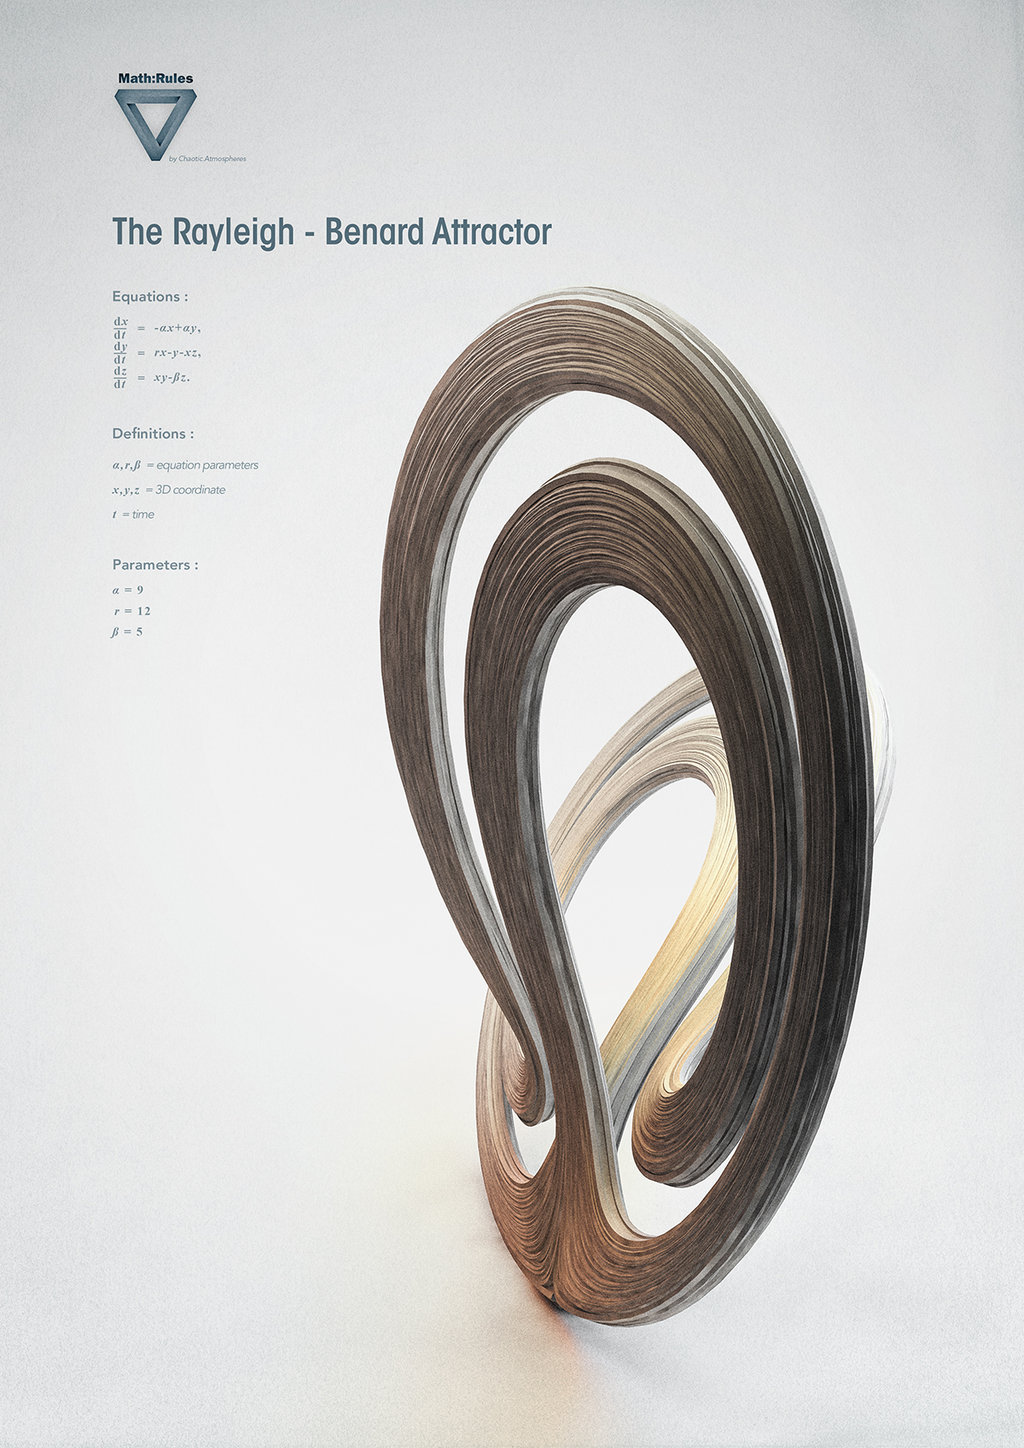 Math:Rules
by Chaotic Atmospheres
The Rayleigh - Benard Attractor
Equations :
dx/dt = -αx+αy,
dy/dt = rx-y-xz,
dz/dt = xy-βz.
Definitions :
α,r,β = equation parameters
x,y,z = 3D coordinate
t = time
Parameters :
α = 9
r = 12
β = 5